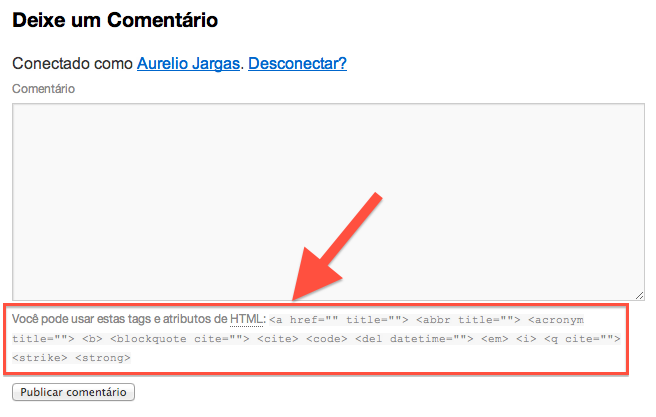 Deixe um Comentário
Conectado como Aurelio Jargas. Desconectar?
Comentário
Você pode usar estas tags e atributos de HTML: <a href="" title=""> <abbr title=""> <acronym
title=""> <b> <blockquote cite=""> <cite> <code> <del datetime=""> <em> <i> <q cite="">
<strike> <strong>
Publicar comentário